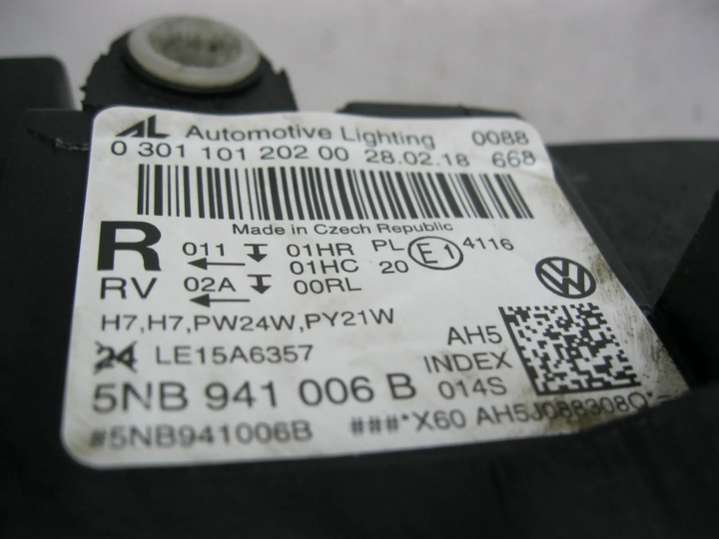 AL Automotive Lighting 0088
0 301 101 202 00 28.02.18 668
Made in Czech Republic
R 011 01HR PL E1 4116
01HC 20
RV 02A 00RL
H7,H7,PW24W,PY21W AH5
24 LE15A6357 INDEX
5NB 941 006 B 014S
#5NB941006B ###*X60 AH5J0883080*